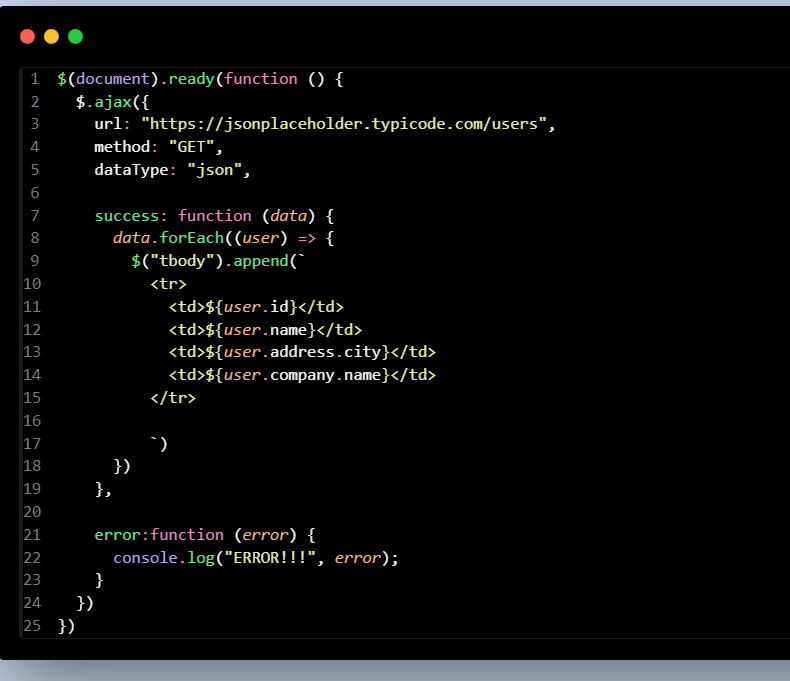 1 $(document).ready(function () {
2 $.ajax({
3 url: "https://jsonplaceholder.typicode.com/users",
4 method: "GET",
5 dataType: "json",
6
7 success: function (data) {
8 data.forEach((user) => {
9 $("tbody").append(`
10 <tr>
11 <td>${user.id}</td>
12 <td>${user.name}</td>
13 <td>${user.address.city}</td>
14 <td>${user.company.name}</td>
15 </tr>
16
17 `)
18 })
19 },
20
21 error:function (error) {
22 console.log("ERROR!!!", error);
23 }
24 })
25 })